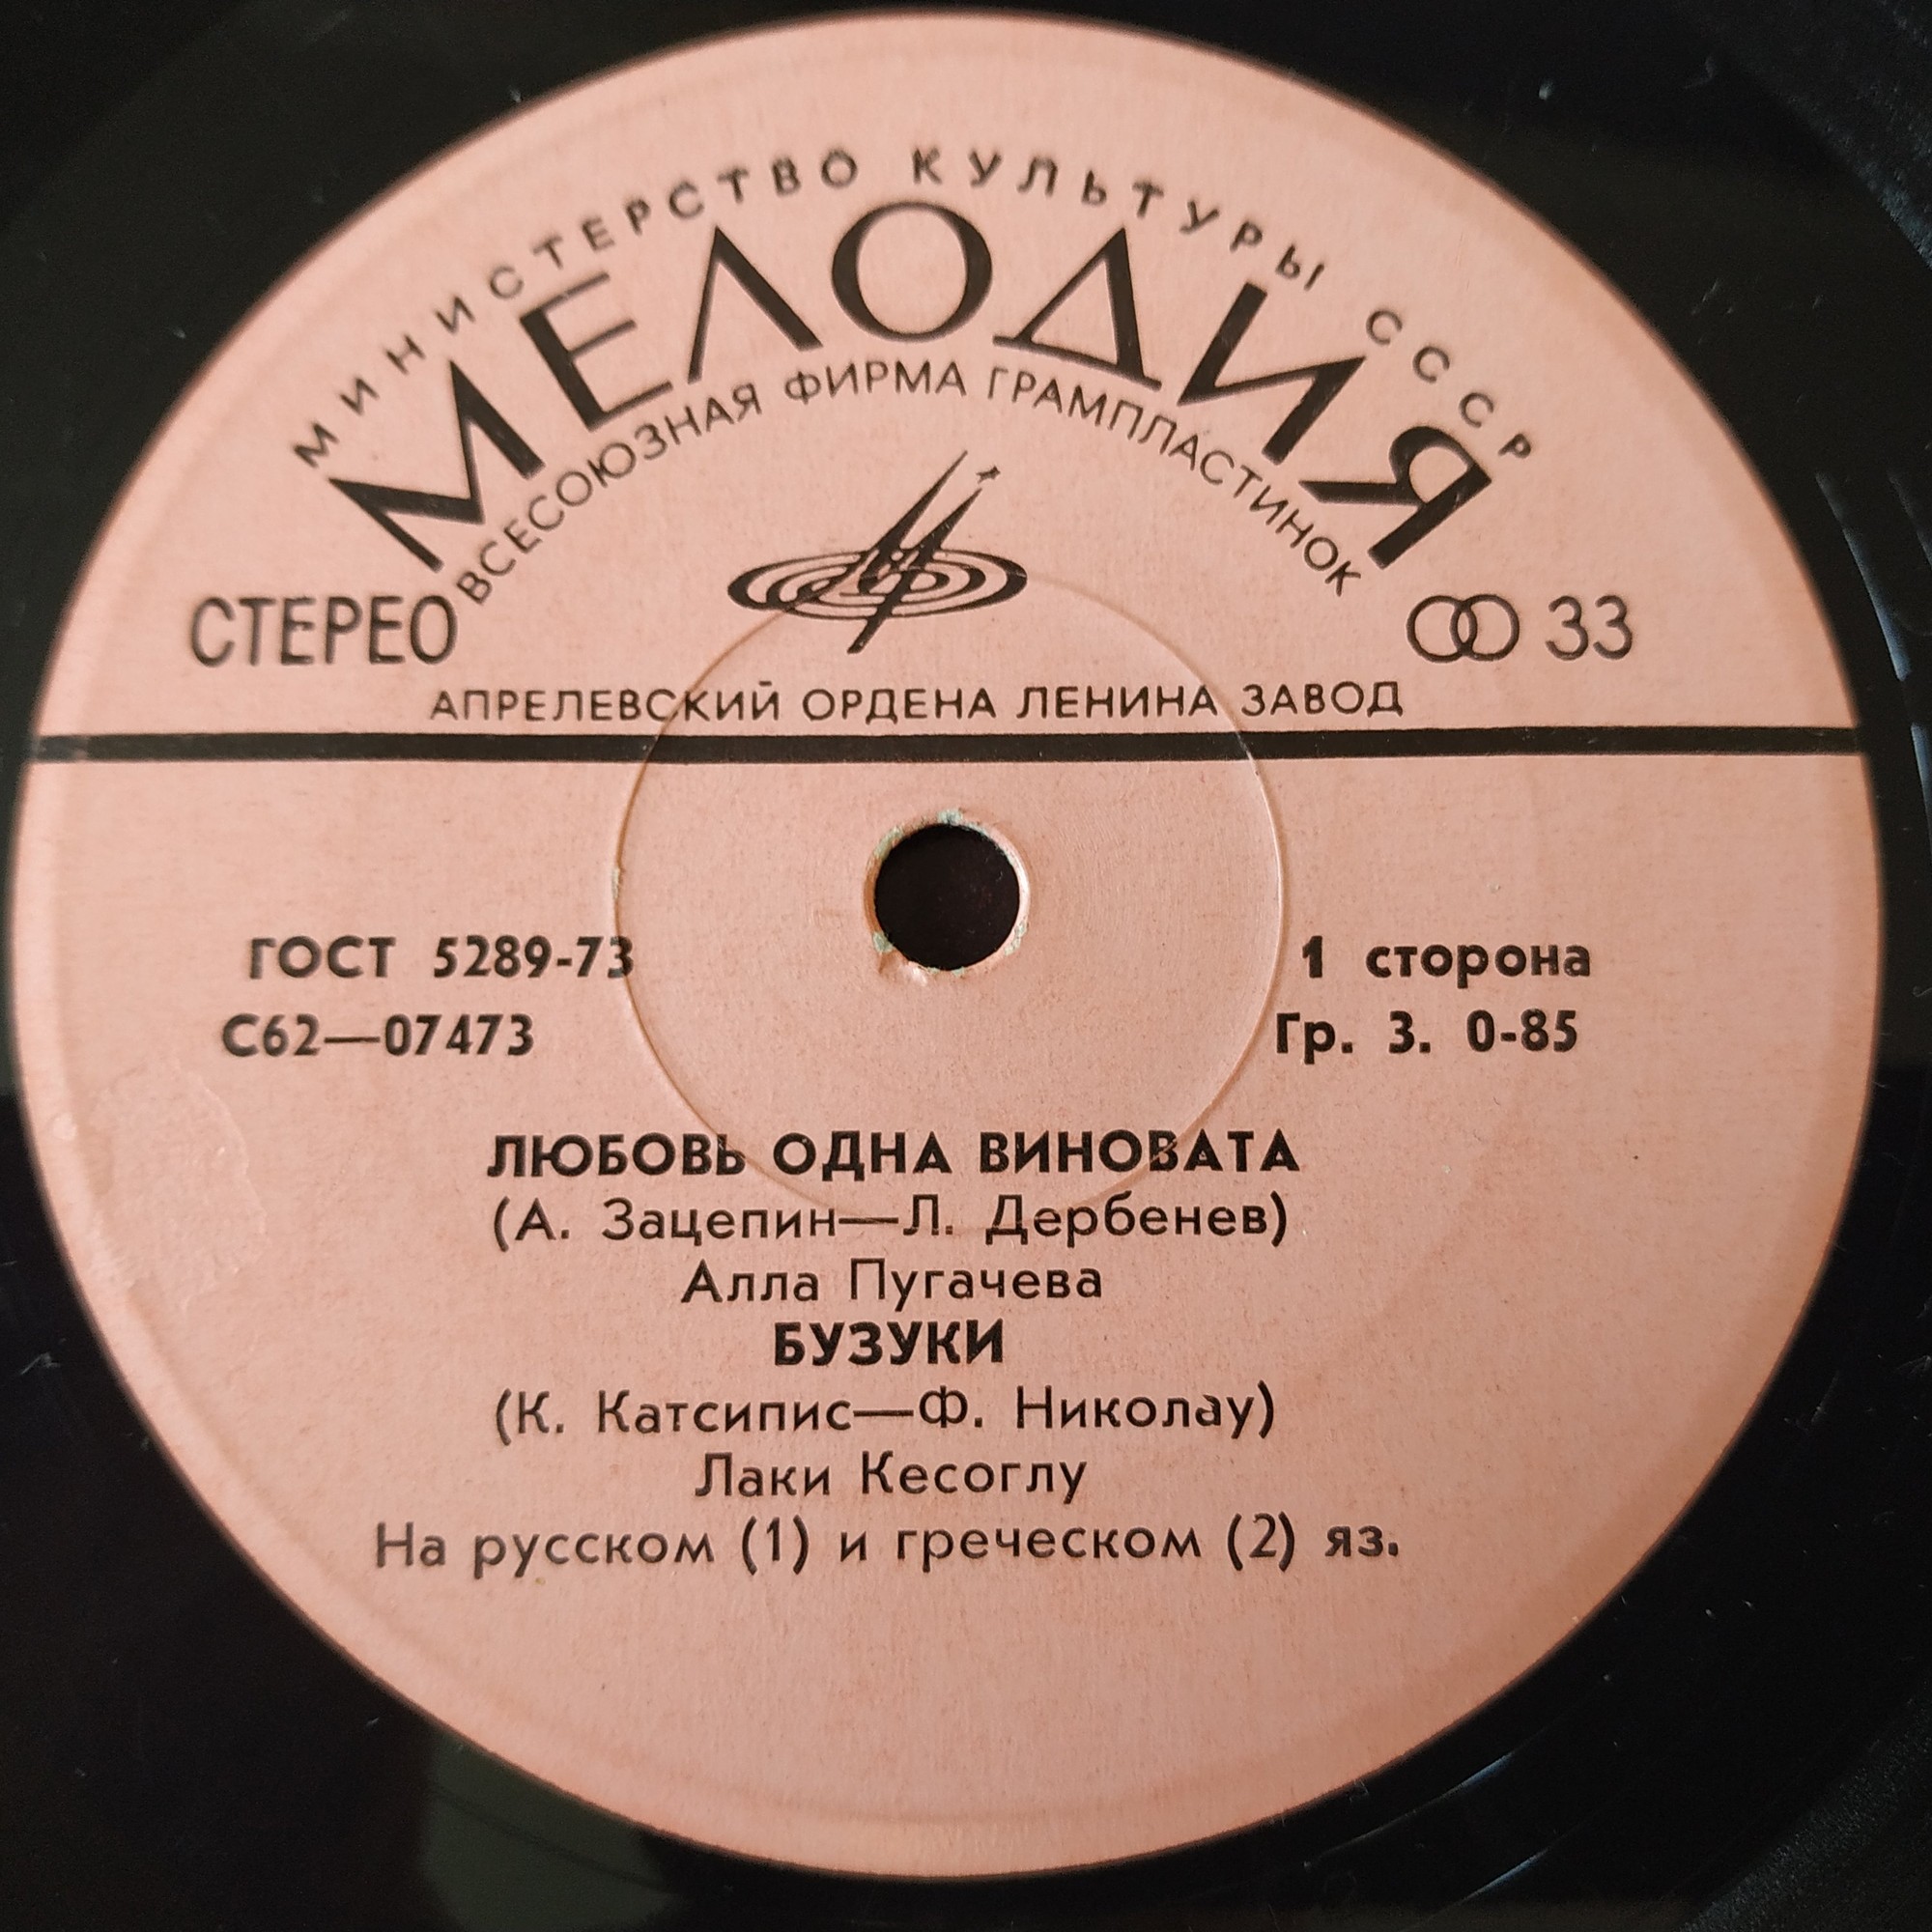 МИНИСТЕРСТВО КУЛЬТУРЫ СССР
МЕЛОДИЯ
ВСЕСОЮЗНАЯ ФИРМА ГРАМПЛАСТИНОК
СТЕРЕО
33
АПРЕЛЕВСКИЙ ОРДЕНА ЛЕНИНА ЗАВОД
ГОСТ 5289-73
1 сторона
С62—07473
Гр. 3. 0-85
ЛЮБОВЬ ОДНА ВИНОВАТА
(А. Зацепин—Л. Дербенев)
Алла Пугачева
БУЗУКИ
(К. Катсипис—Ф. Николау)
Лаки Кесоглу
На русском (1) и греческом (2) яз.